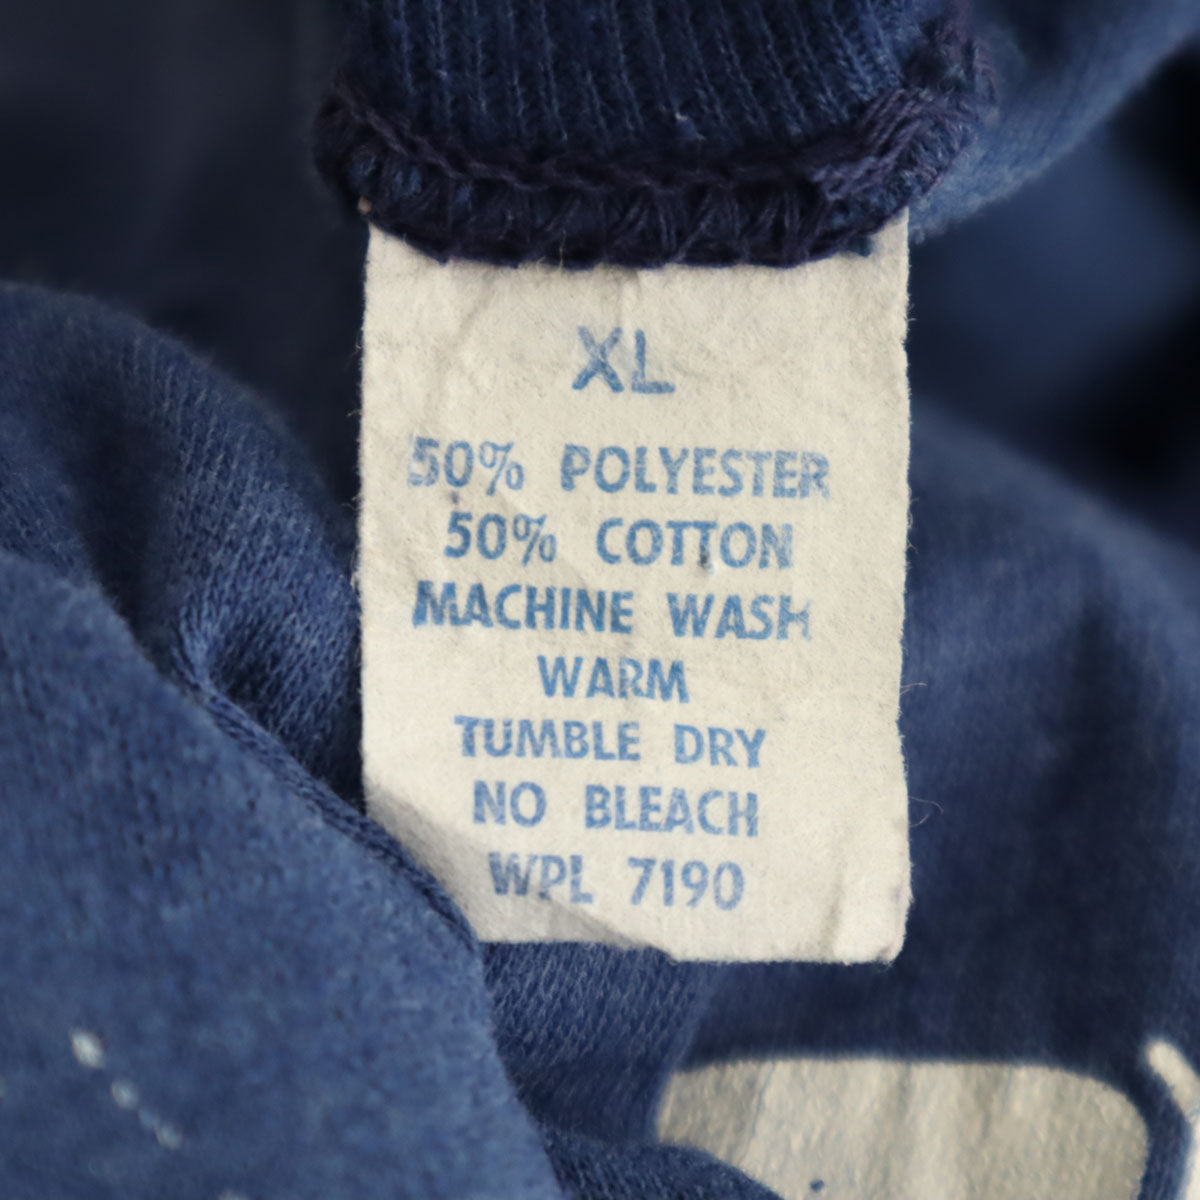 XL
50% POLYESTER
50% COTTON
MACHINE WASH
WARM
TUMBLE DRY
NO BLEACH
WPL 7190